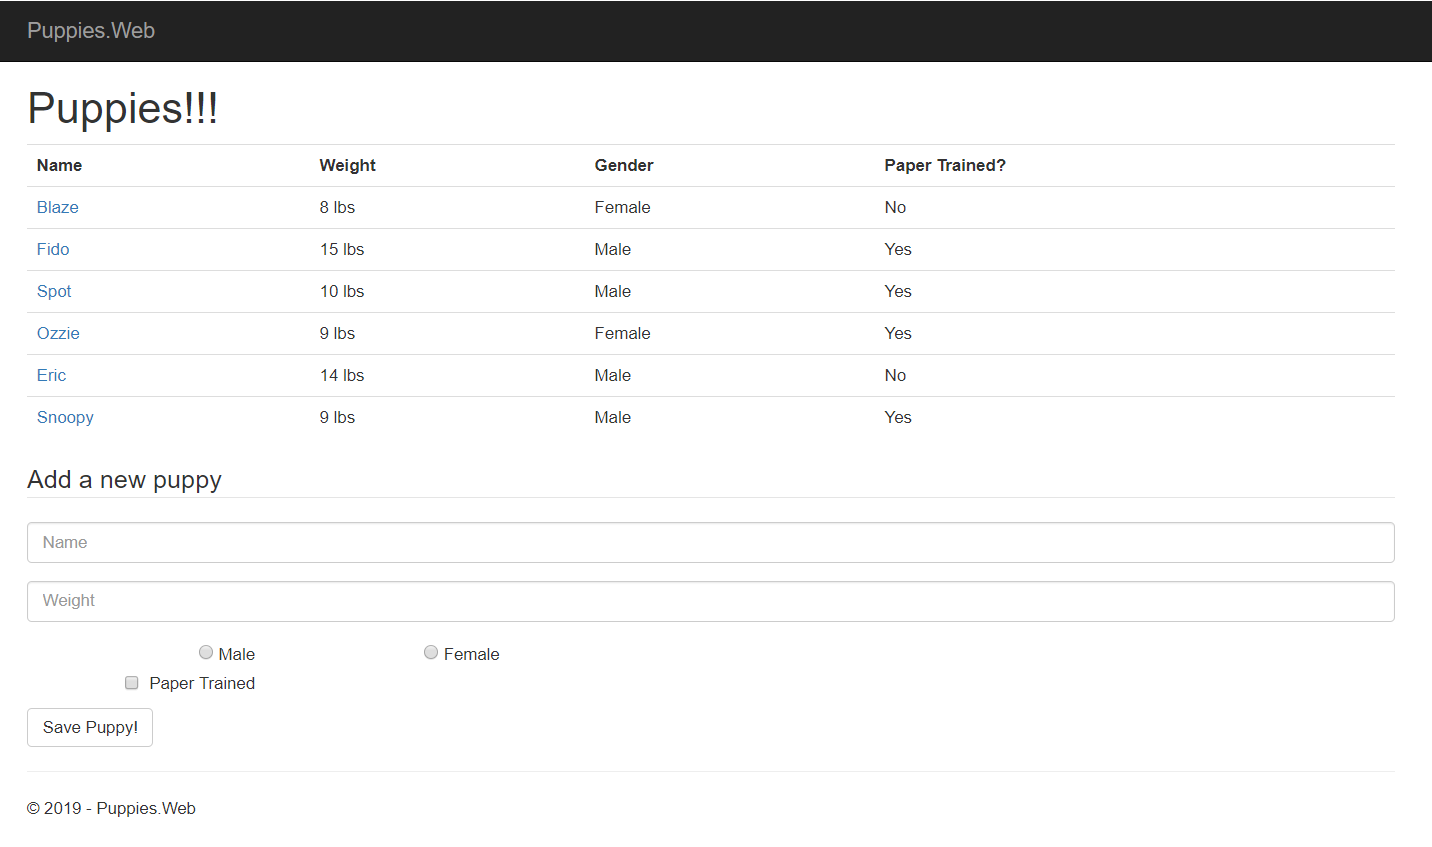 Puppies.Web
Puppies!!!
Name Weight Gender Paper Trained?
Blaze 8 lbs Female No
Fido 15 lbs Male Yes
Spot 10 lbs Male Yes
Ozzie 9 lbs Female Yes
Eric 14 lbs Male No
Snoopy 9 lbs Male Yes
Add a new puppy
Name
Weight
Male Female
Paper Trained
Save Puppy!
© 2019 - Puppies.Web